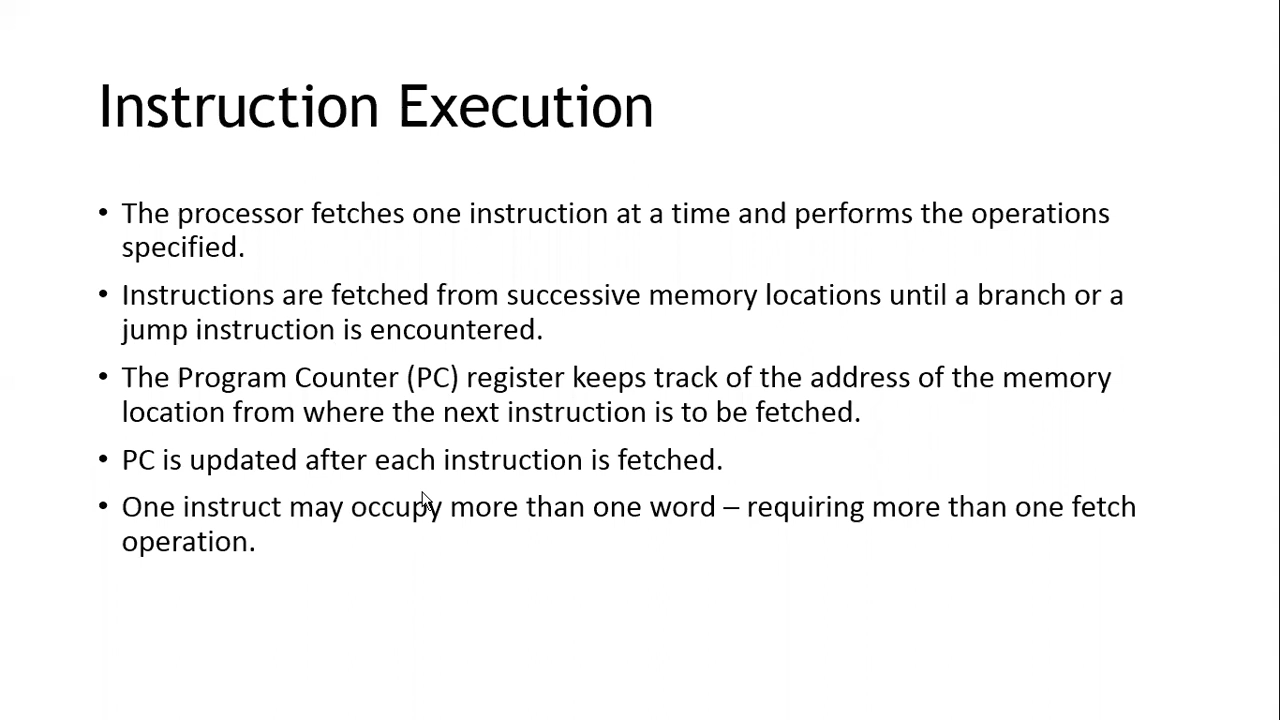 Instruction Execution
• The processor fetches one instruction at a time and performs the operations
specified.
• Instructions are fetched from successive memory locations until a branch or a
jump instruction is encountered.
• The Program Counter (PC) register keeps track of the address of the memory
location from where the next instruction is to be fetched.
• PC is updated after each instruction is fetched.
• One instruct may occupy more than one word – requiring more than one fetch
operation.